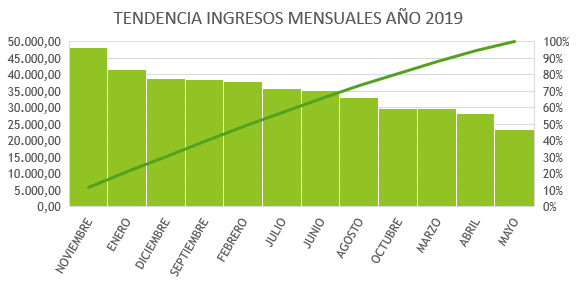 TENDENCIA INGRESOS MENSUALES AÑO 2019
50.000,00
45.000,00
40.000,00
35.000,00
30.000,00
25.000,00
20.000,00
15.000,00
10.000,00
5.000,00
0,00
100%
90%
80%
70%
60%
50%
40%
30%
20%
10%
0%
NOVIEMBRE
ENERO
DICIEMBRE
SEPTIEMBRE
FEBRERO
JULIO
JUNIO
AGOSTO
OCTUBRE
MARZO
ABRIL
MAYO